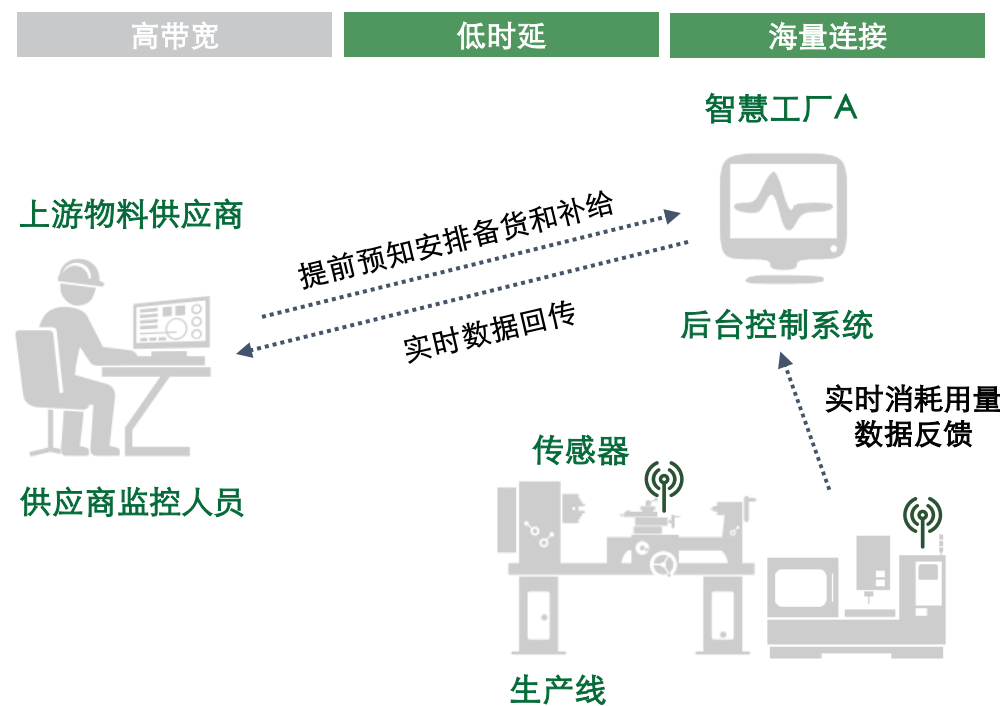 高带宽
低时延
海量连接
智慧工厂A
上游物料供应商
提前预知安排备货和补给
实时数据回传
后台控制系统
实时消耗用量
数据反馈
传感器
供应商监控人员
生产线